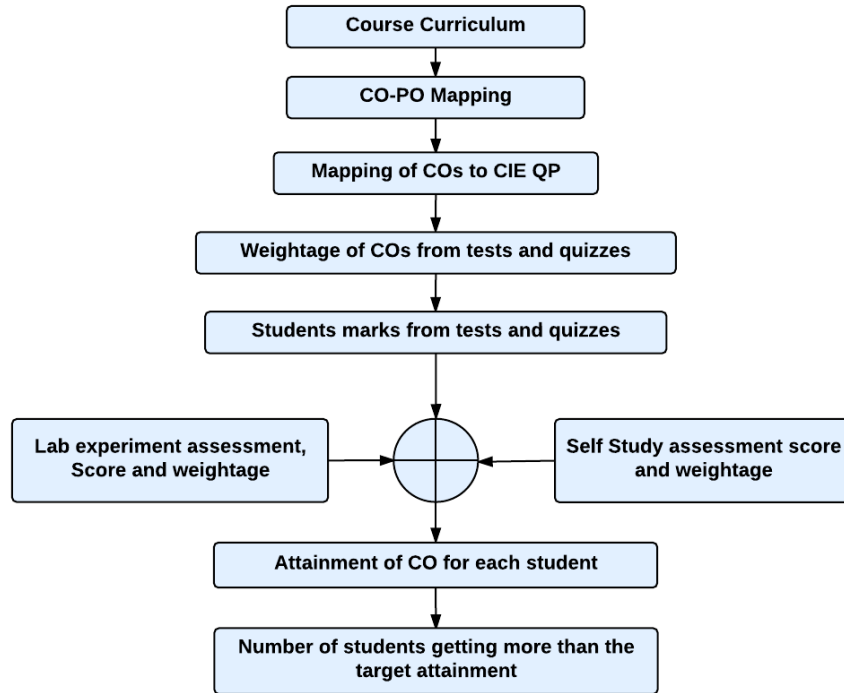 Course Curriculum
CO-PO Mapping
Mapping of COs to CIE QP
Weightage of COs from tests and quizzes
Students marks from tests and quizzes
Lab experiment assessment,
Score and weightage
Self Study assessment score
and weightage
Attainment of CO for each student
Number of students getting more than the
target attainment